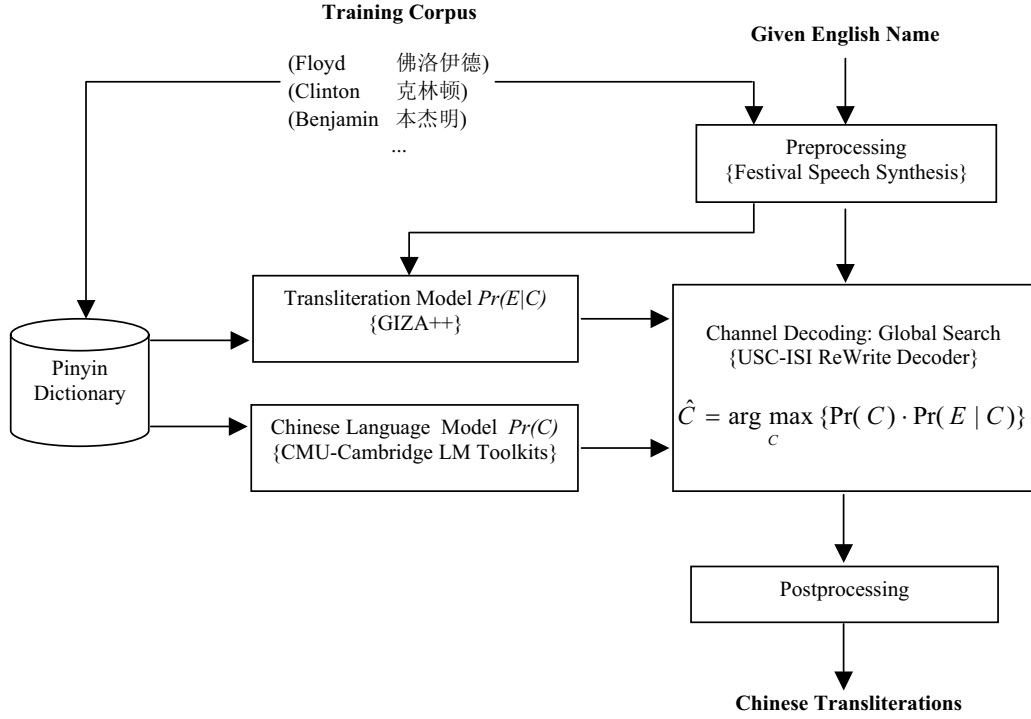 Training Corpus
Given English Name
(Floyd 佛洛伊德)
(Clinton 克林顿)
(Benjamin 本杰明)
...
Preprocessing
{Festival Speech Synthesis}
Transliteration Model Pr(E|C)
{GIZA++}
Channel Decoding: Global Search
{USC-ISI ReWrite Decoder}
Ĉ = arg max {Pr( C) · Pr( E | C)}
C
Pinyin
Dictionary
Chinese Language Model Pr(C)
{CMU-Cambridge LM Toolkits}
Postprocessing
Chinese Transliterations